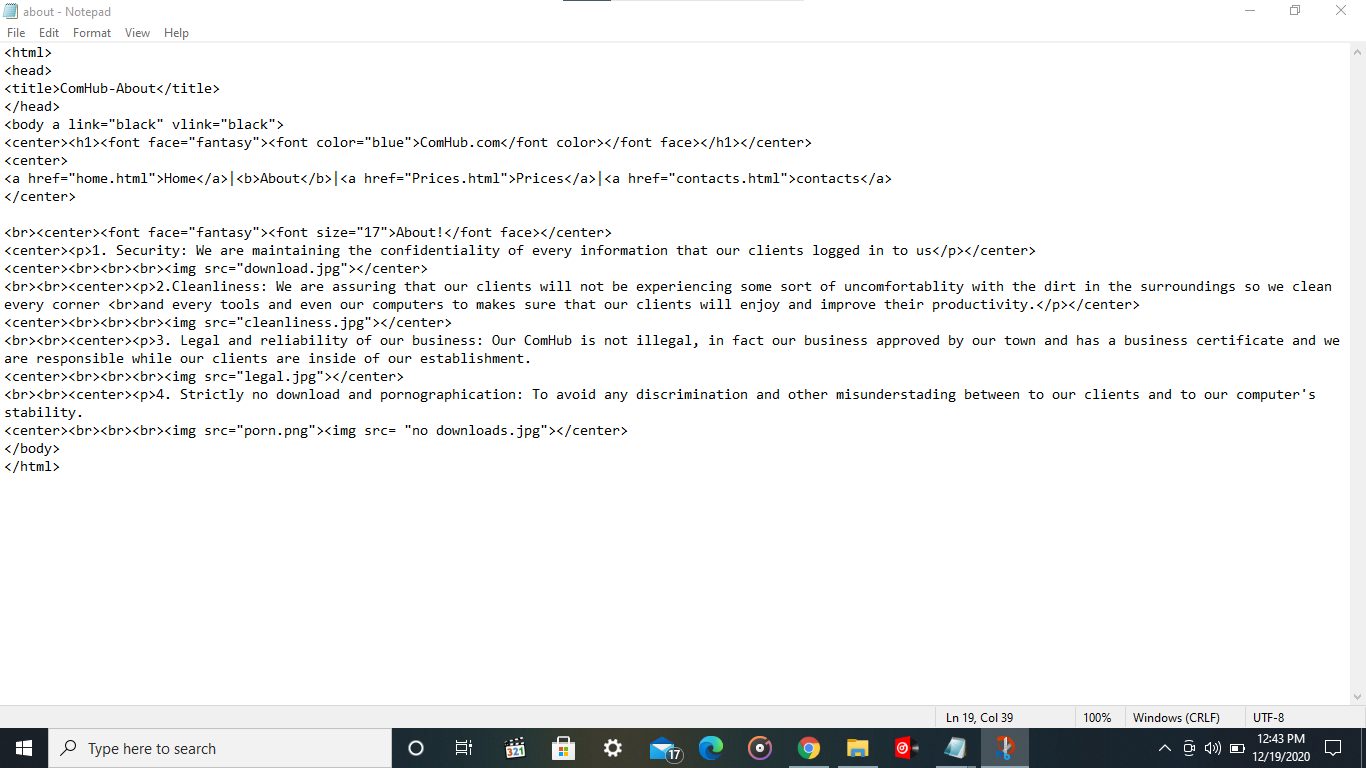 about - Notepad
File Edit Format View Help
<html>
<head>
<title>ComHub-About</title>
</head>
<body a link="black" vlink="black">
<center><h1><font face="fantasy"><font color="blue">ComHub.com</font color></font face></h1></center>
<center>
<a href="home.html">Home</a>|<b>About</b>|<a href="Prices.html">Prices</a>|<a href="contacts.html">contacts</a>
</center>

<br><center><font face="fantasy"><font size="17">About!</font face></center>
<center><p>1. Security: We are maintaining the confidentiality of every information that our clients logged in to us</p></center>
<center><br><br><br><img src="download.jpg"></center>
<br><br><center><p>2.Cleanliness: We are assuring that our clients will not be experiencing some sort of uncomfortablity with the dirt in the surroundings so we clean
every corner <br>and every tools and even our computers to makes sure that our clients will enjoy and improve their productivity.</p></center>
<center><br><br><br><img src="cleanliness.jpg"></center>
<br><br><center><p>3. Legal and reliability of our business: Our ComHub is not illegal, in fact our business approved by our town and has a business certificate and we
are responsible while our clients are inside of our establishment.
<center><br><br><br><img src="legal.jpg"></center>
<br><br><center><p>4. Strictly no download and pornographication: To avoid any discrimination and other misunderstading between to our clients and to our computer's
stability.
<center><br><br><br><img src="porn.png"><img src= "no downloads.jpg"></center>
</body>
</html>
Ln 19, Col 39 100% Windows (CRLF) UTF-8
Type here to search 321 17 12:43 PM
12/19/2020